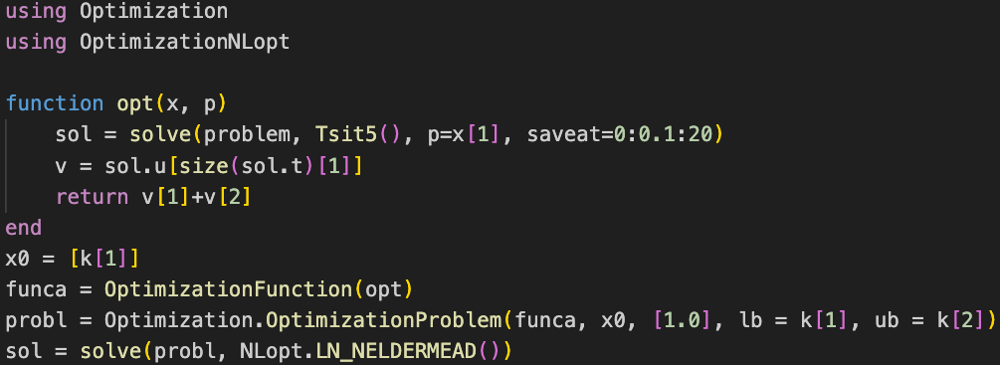 using Optimization
using OptimizationNLopt
function opt(x, p)
sol = solve(problem, Tsit5(), p=x[1], saveat=0:0.1:20)
v = sol.u[size(sol.t)[1]]
return v[1]+v[2]
end
x0 = [k[1]]
funca = OptimizationFunction(opt)
probl = Optimization.OptimizationProblem(funca, x0, [1.0], lb = k[1], ub = k[2])
sol = solve(probl, NLopt.LN_NELDERMEAD())